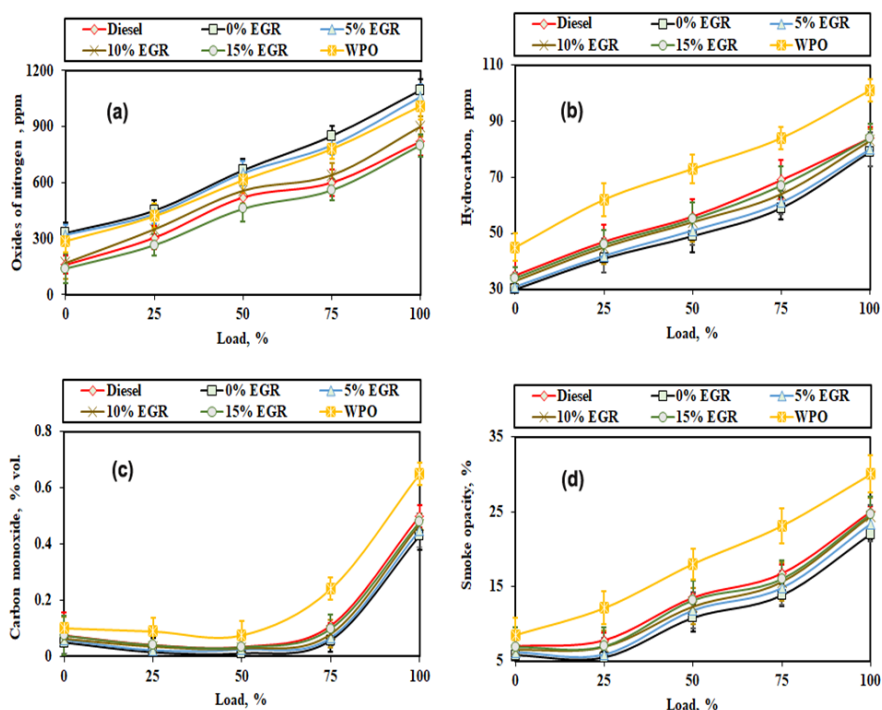 Diesel 0% EGR 5% EGR
10% EGR 15% EGR WPO
1200
900
600
300
0
0 25 50 75 100
Oxides of nitrogen , ppm
Load, %
(a)
Diesel 0% EGR 5% EGR
10% EGR 15% EGR WPO
110
90
70
50
30
0 25 50 75 100
Hydrocarbon, ppm
Load, %
(b)
Diesel 0% EGR 5% EGR
10% EGR 15% EGR WPO
0.8
0.6
0.4
0.2
0
0 25 50 75 100
Carbon monoxide, % vol.
Load, %
(c)
Diesel 0% EGR 5% EGR
10% EGR 15% EGR WPO
35
25
15
5
0 25 50 75 100
Smoke opacity, %
Load, %
(d)